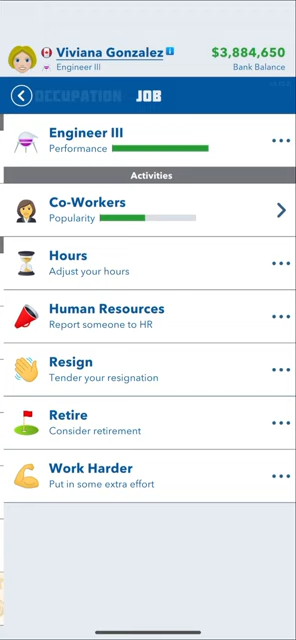 Viviana Gonzalez
$3,884,650
Engineer III
Bank Balance
OCCUPATION JOB
Engineer III
Performance
Activities
Co-Workers
Popularity
Hours
Adjust your hours
Human Resources
Report someone to HR
Resign
Tender your resignation
Retire
Consider retirement
Work Harder
Put in some extra effort